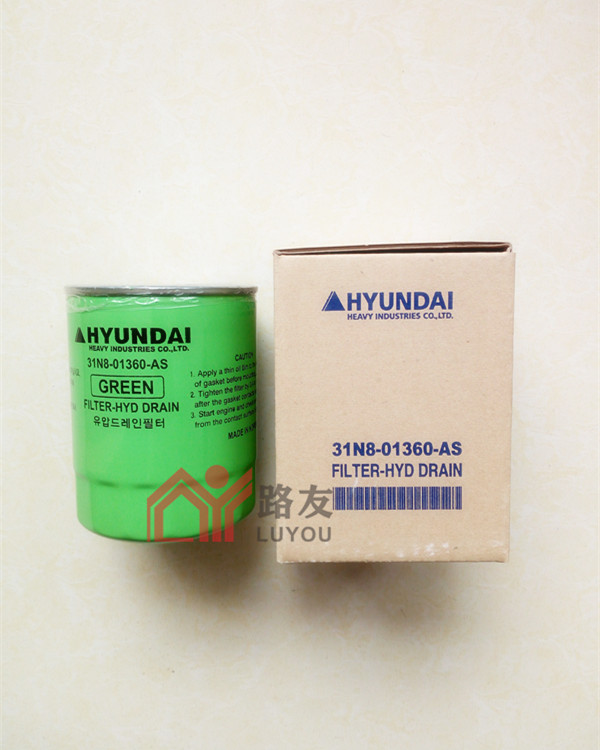 HYUNDAI
HEAVY INDUSTRIES CO.,LTD.
31N8-01360-AS
GREEN
FILTER-HYD DRAIN
유압드레인필터
CAUTION
1. Apply a thin oil
of gasket before
2. Tighten the filter by
after the gasket
3. Start engine and
from the contact
MADE IN
HYUNDAI
HEAVY INDUSTRIES CO.,LTD.
31N8-01360-AS
FILTER-HYD DRAIN
路友
LUYOU